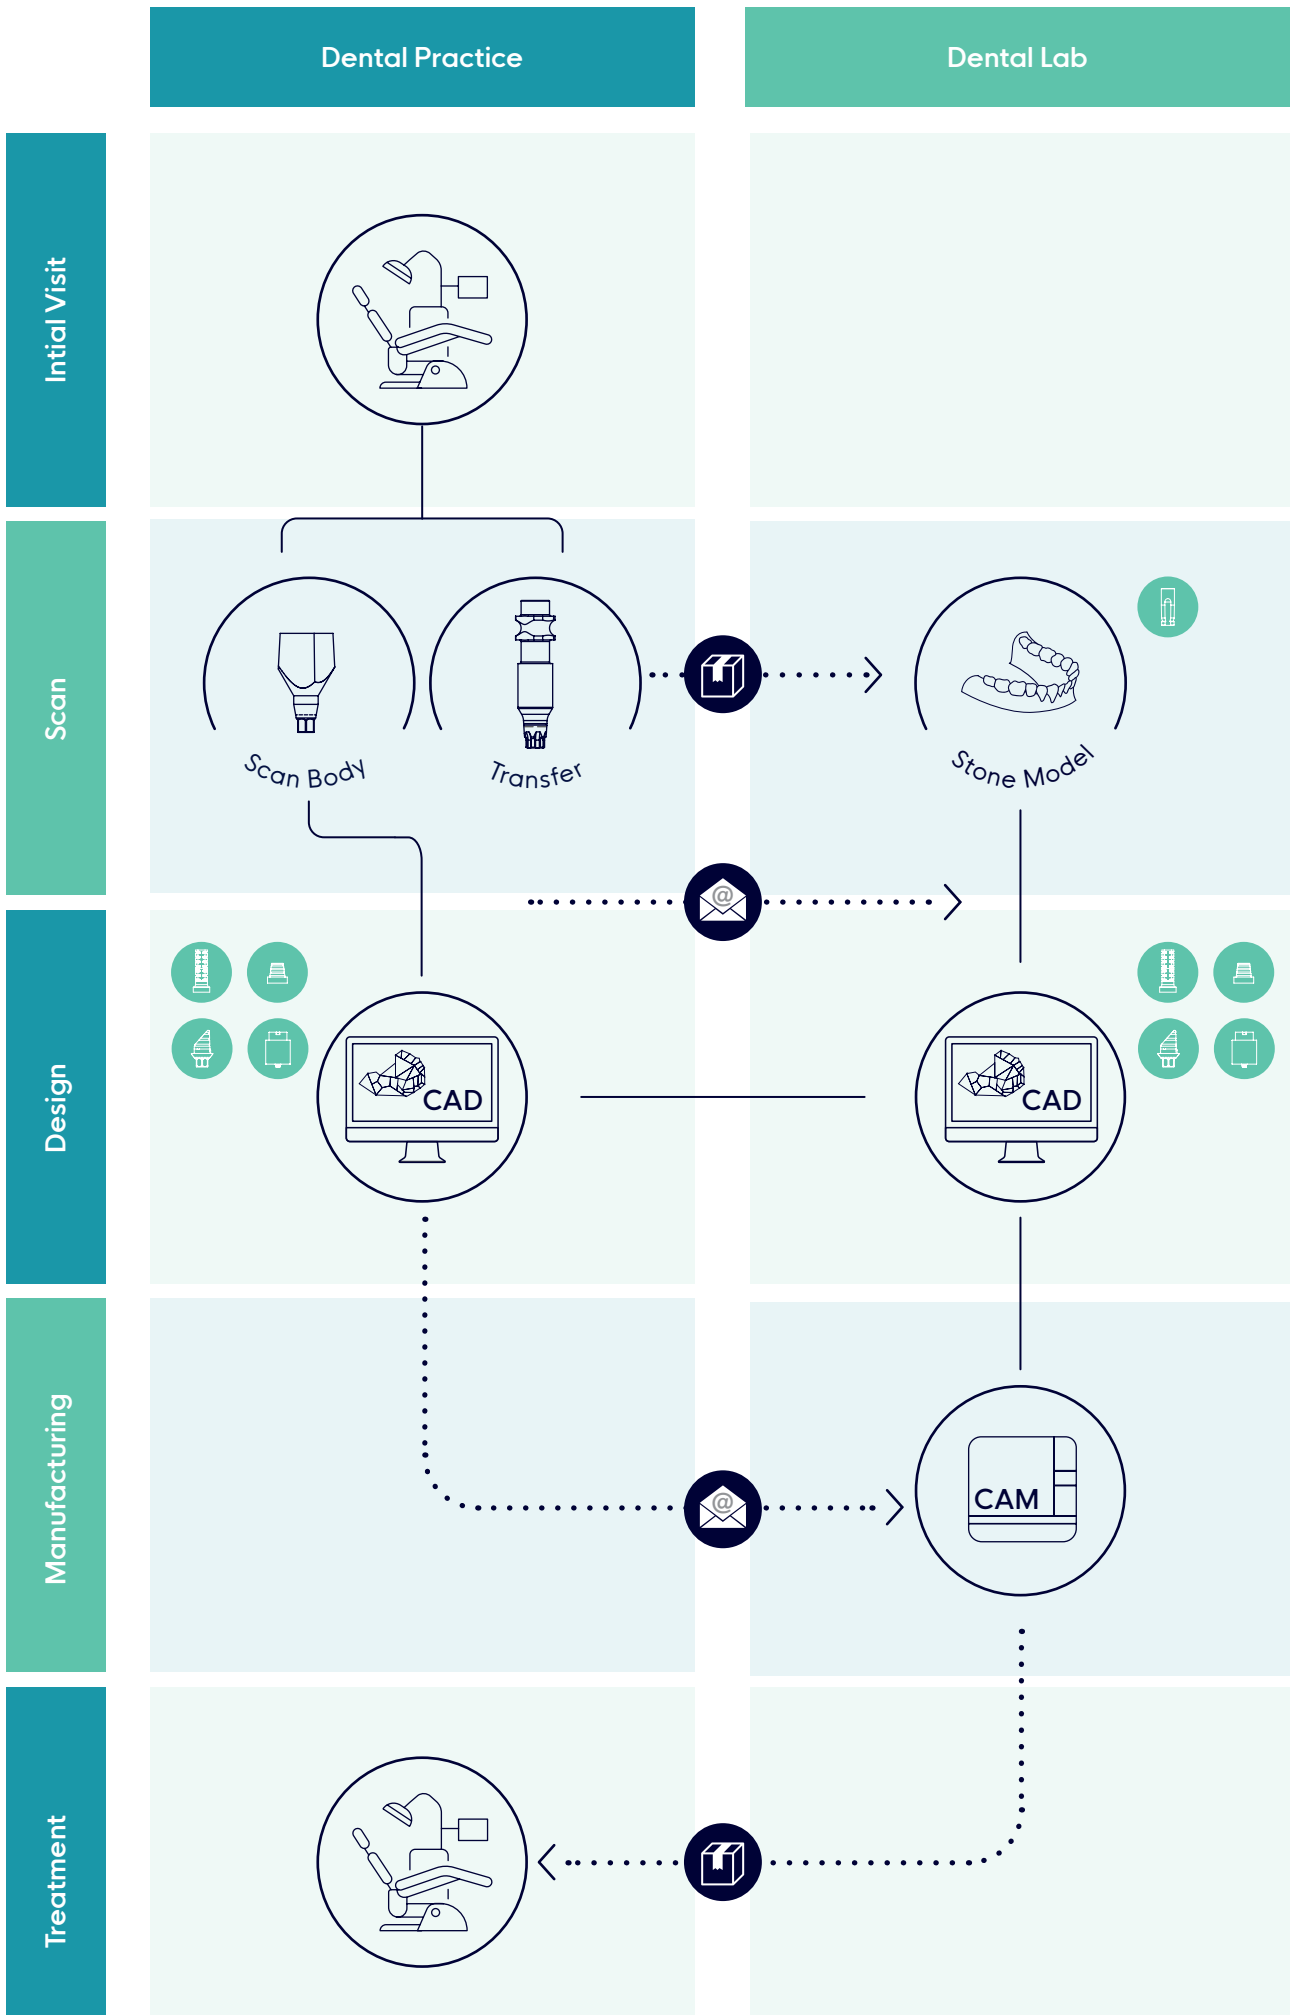 Dental Practice
Dental Lab
Intial Visit
Scan
Scan Body
Transfer
Stone Model
@
Design
CAD
CAD
Manufacturing
@
CAM
Treatment